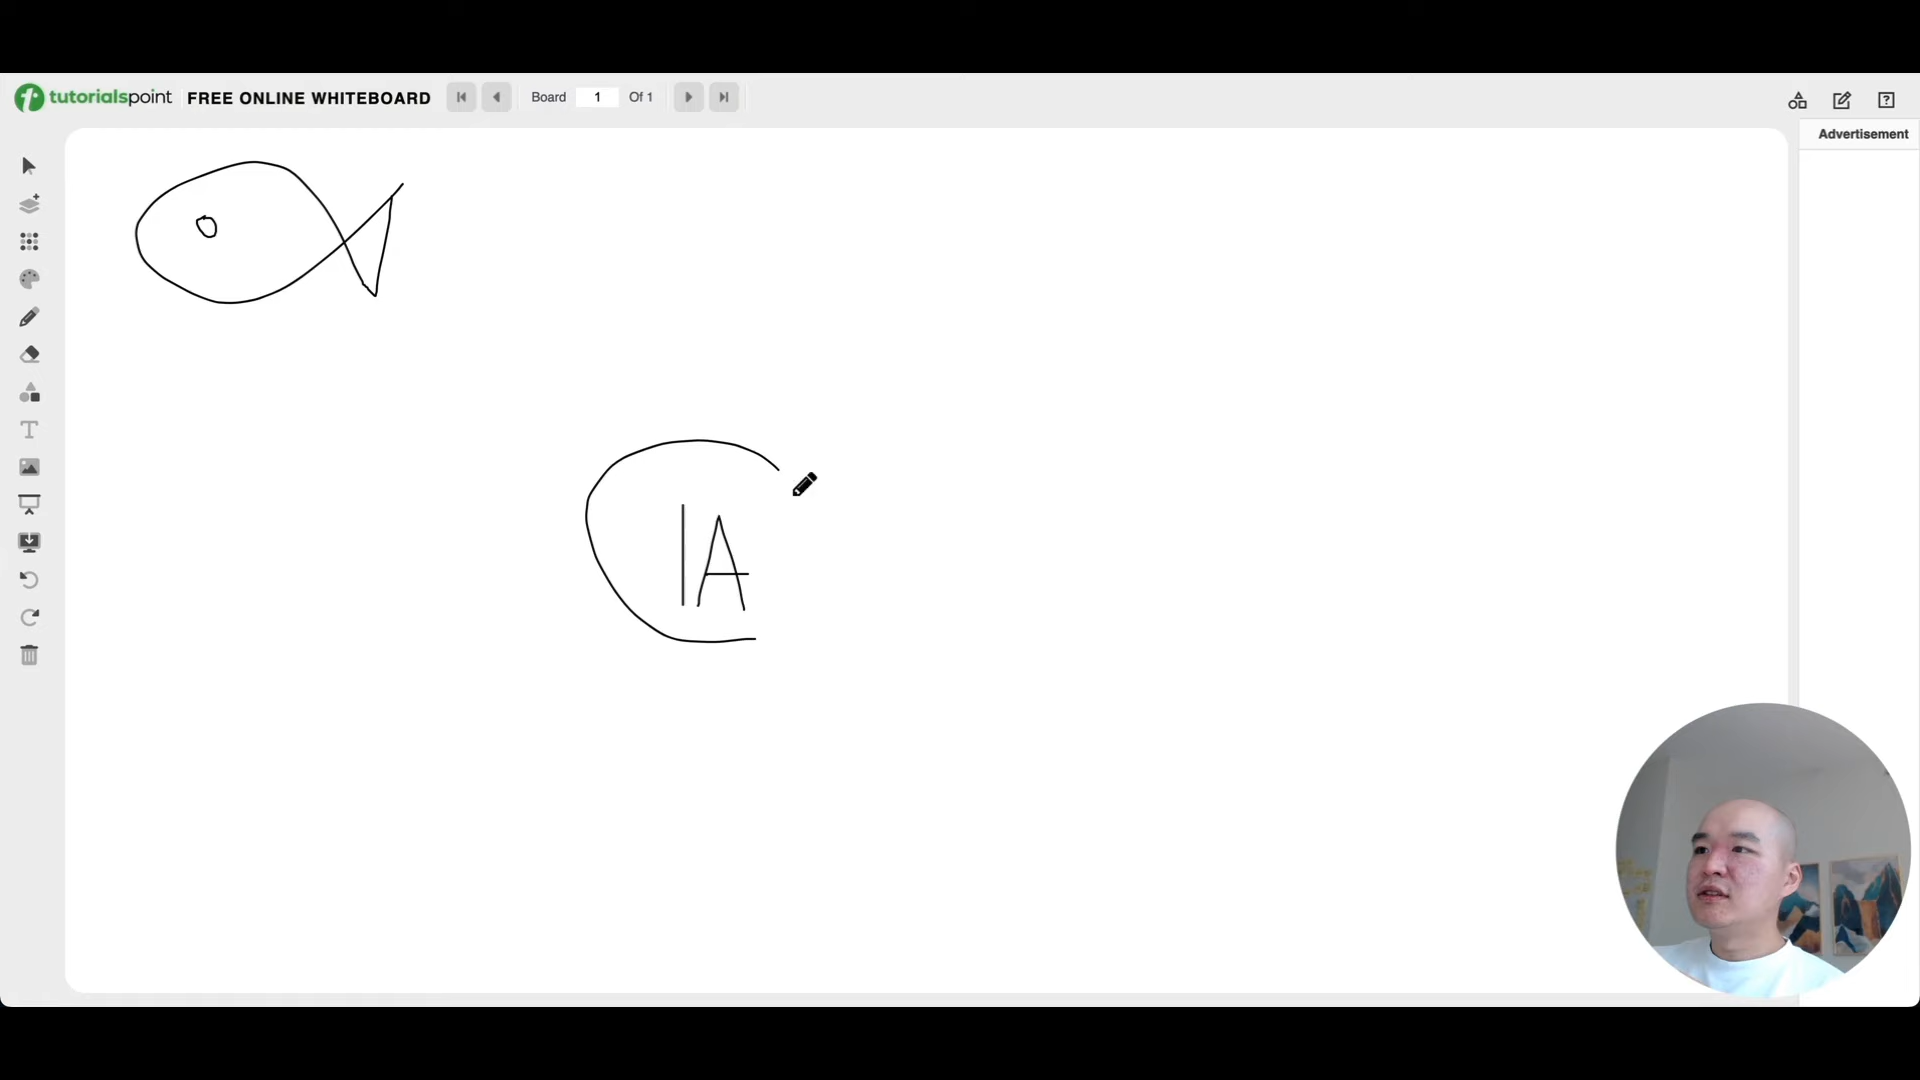 tutorialspoint FREE ONLINE WHITEBOARD Board 1 Of 1
Advertisement
IA